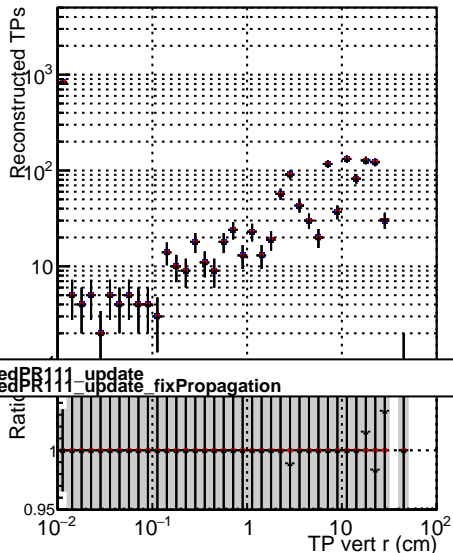 Reconstructed TPs
10³
10²
10
edPR111_update
edPR111_update_fixPropagation
Ratio
1
0.95
10⁻² 10⁻¹ 1 10 10²
TP vert r (cm)